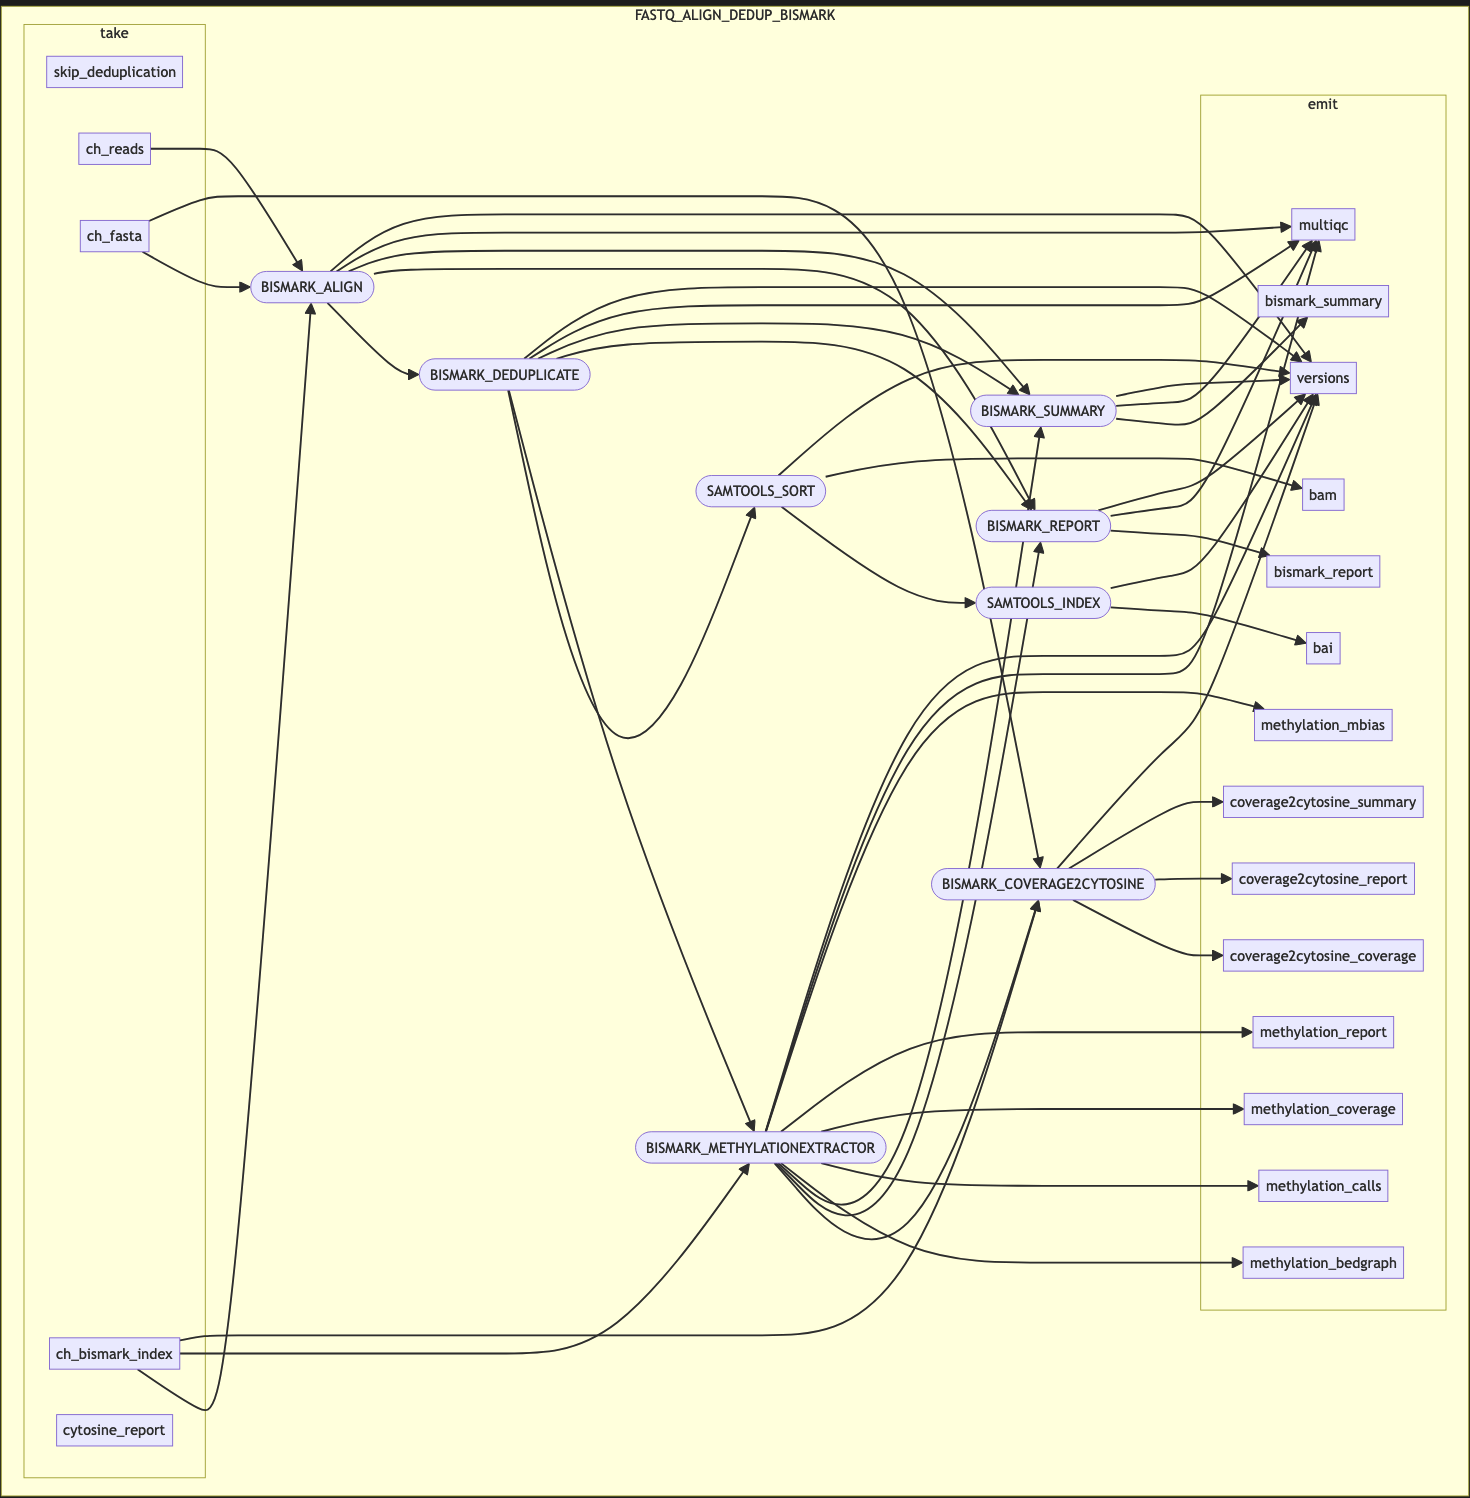 FASTQ_ALIGN_DEDUP_BISMARK
take
skip_deduplication
ch_reads
ch_fasta
ch_bismark_index
cytosine_report
BISMARK_ALIGN
BISMARK_DEDUPLICATE
SAMTOOLS_SORT
BISMARK_METHYLATIONEXTRACTOR
BISMARK_SUMMARY
BISMARK_REPORT
SAMTOOLS_INDEX
BISMARK_COVERAGE2CYTOSINE
emit
multiqc
bismark_summary
versions
bam
bismark_report
bai
methylation_mbias
coverage2cytosine_summary
coverage2cytosine_report
coverage2cytosine_coverage
methylation_report
methylation_coverage
methylation_calls
methylation_bedgraph